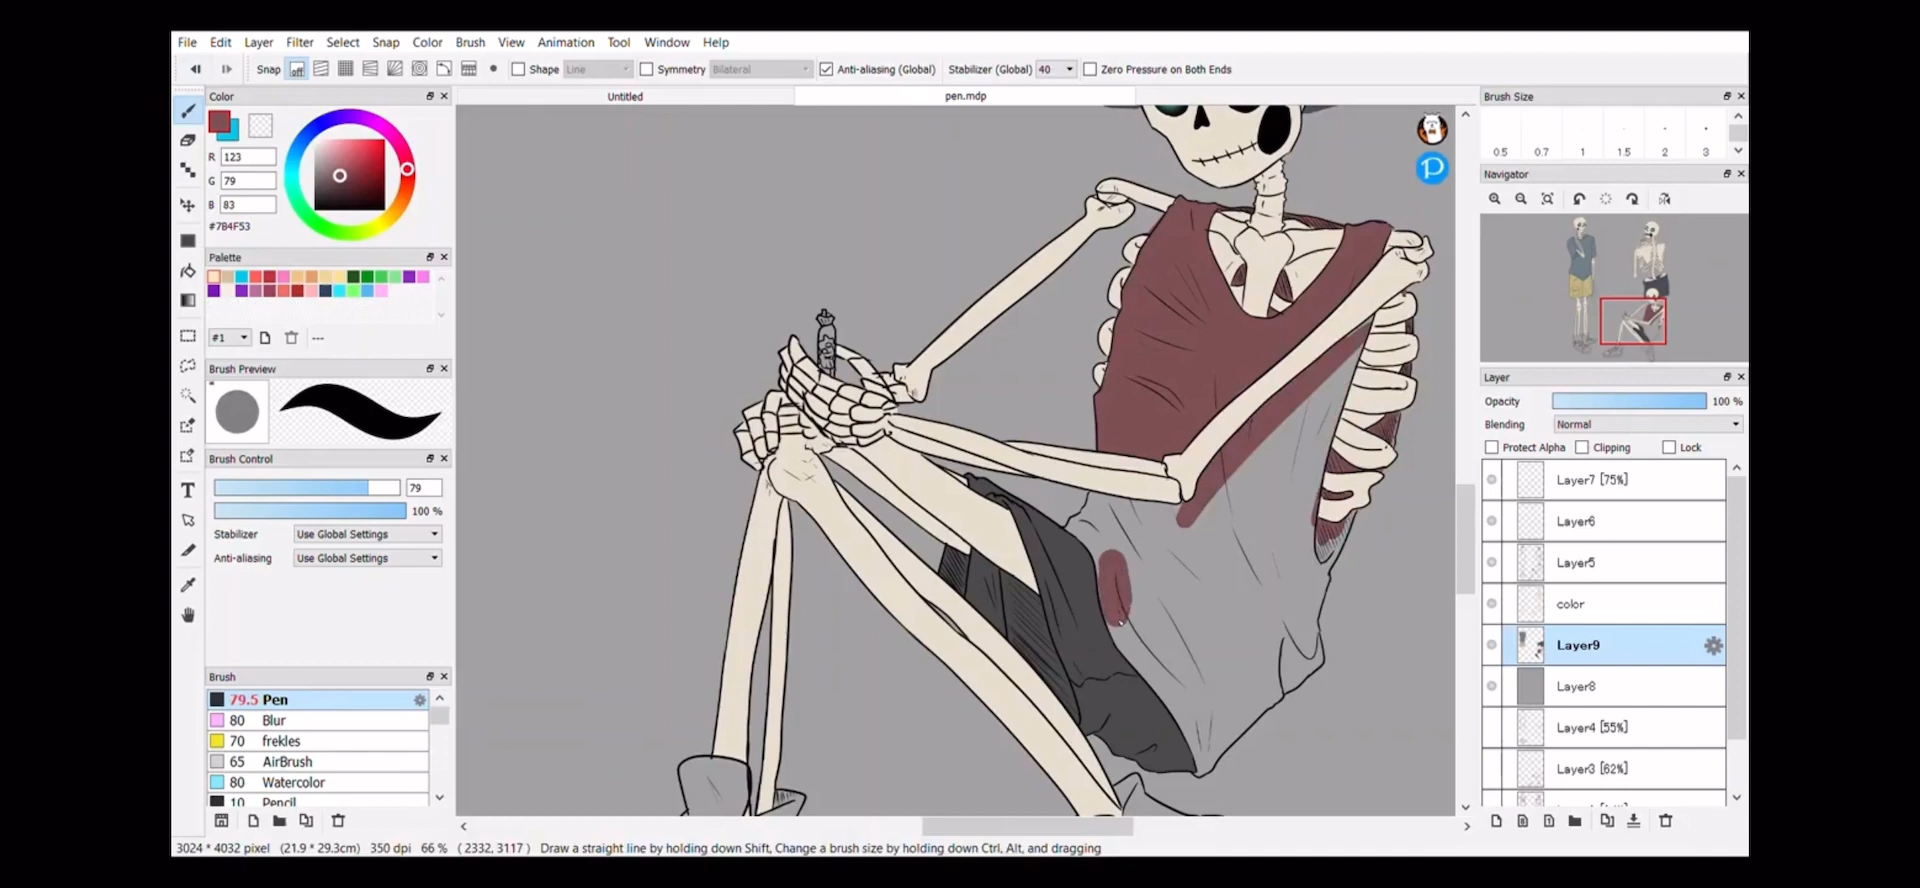 File Edit Layer Filter Select Snap Color Brush View Animation Tool Window Help
Snap off Shape Line Symmetry Bilateral Anti-aliasing (Global) Stabilizer (Global) 40 Zero Pressure on Both Ends
Color
Untitled
pen.mdp
Brush Size
R 123
G 79
B 83
#7B4F53
0.5 0.7 1 1.5 2 3
Navigator
Palette
#1
---
Brush Preview
Layer
Opacity 100 %
Blending Normal
Protect Alpha Clipping Lock
Brush Control
79
100 %
Stabilizer Use Global Settings
Anti-aliasing Use Global Settings
Layer7 [75%]
Layer6
Layer5
color
Layer9
Layer8
Layer4 [55%]
Layer3 [62%]
Brush
79.5 Pen
80 Blur
70 frekles
65 AirBrush
80 Watercolor
10 Pencil
3024 * 4032 pixel (21.9 * 29.3cm) 350 dpi 66 % ( 2332, 3117 ) Draw a straight line by holding down Shift, Change a brush size by holding down Ctrl, Alt, and dragging